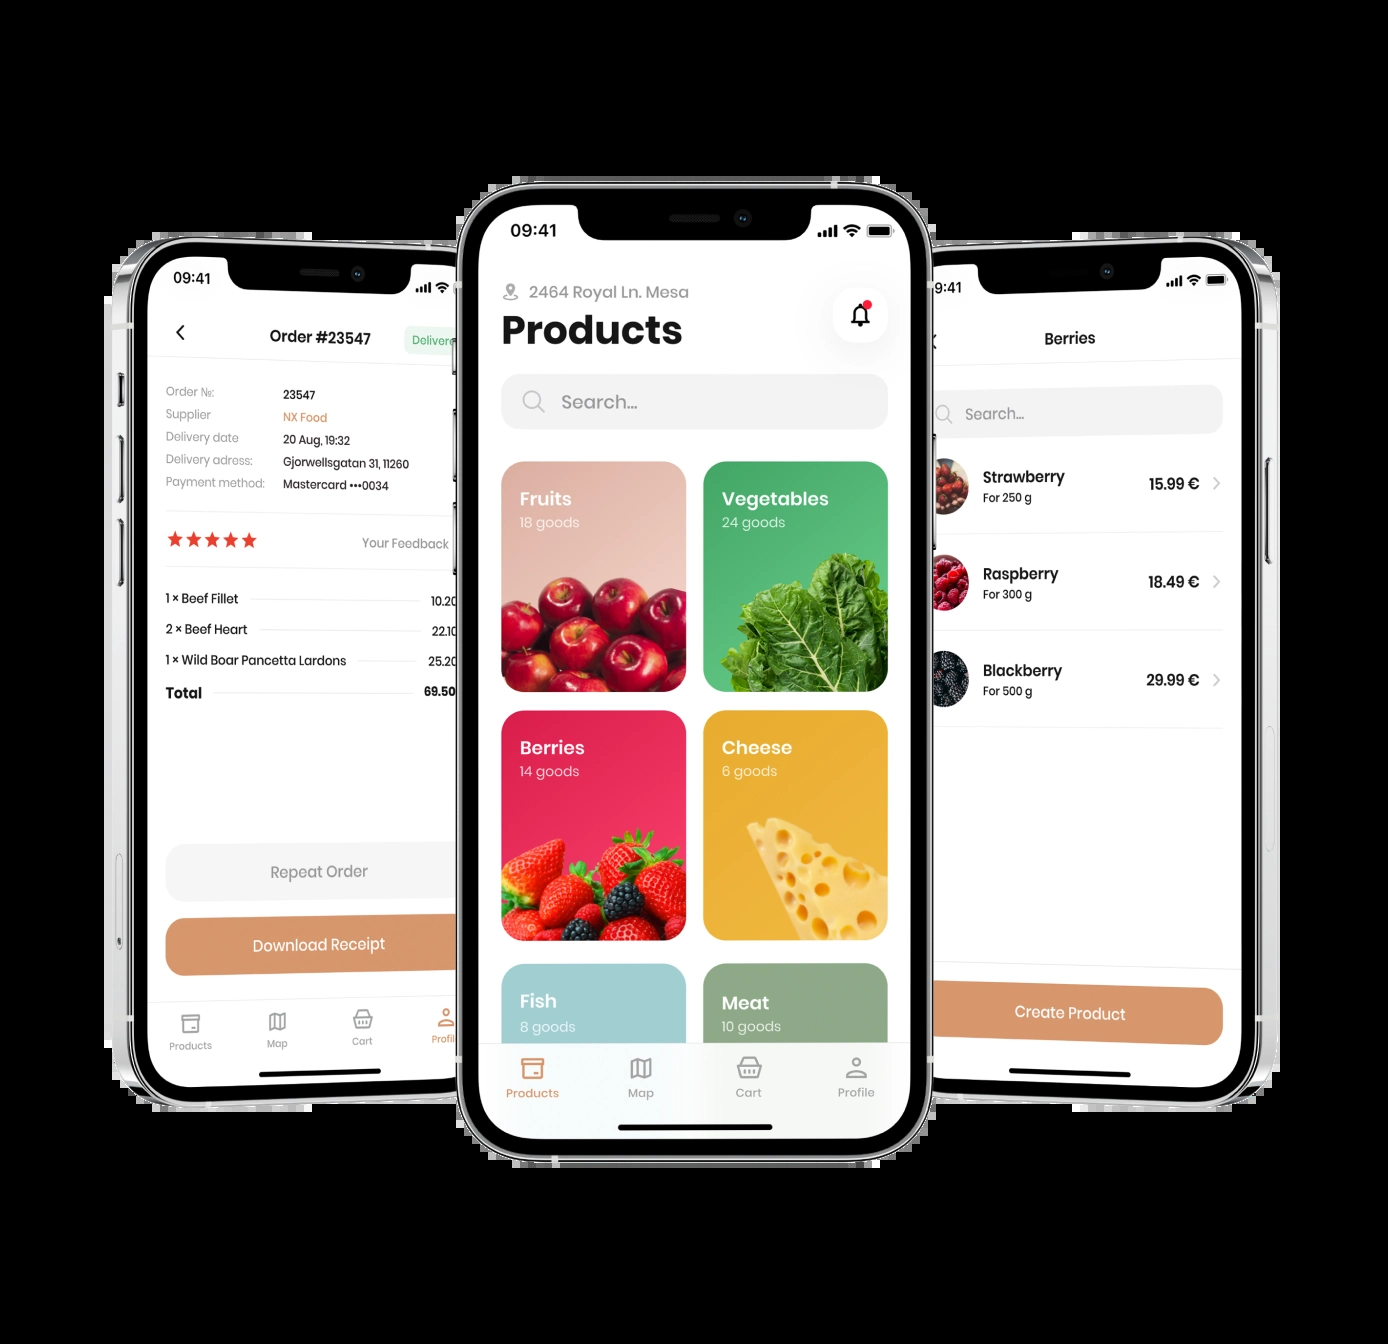 09:41
Order #23547
Delivere
Order №: 23547
Supplier NX Food
Delivery date 20 Aug, 19:32
Delivery adress: Gjorwellsgatan 31, 11260
Payment method: Mastercard •••0034
Your Feedback
1 × Beef Fillet 10.20
2 × Beef Heart 22.10
1 × Wild Boar Pancetta Lardons 25.20
Total 69.50
Repeat Order
Download Receipt
Products Map Cart Profil
09:41
2464 Royal Ln. Mesa
Products
Search...
Fruits
18 goods
Vegetables
24 goods
Berries
14 goods
Cheese
6 goods
Fish
8 goods
Meat
10 goods
Products Map Cart Profile
9:41
Berries
Search...
Strawberry 15.99 €
For 250 g
Raspberry 18.49 €
For 300 g
Blackberry 29.99 €
For 500 g
Create Product